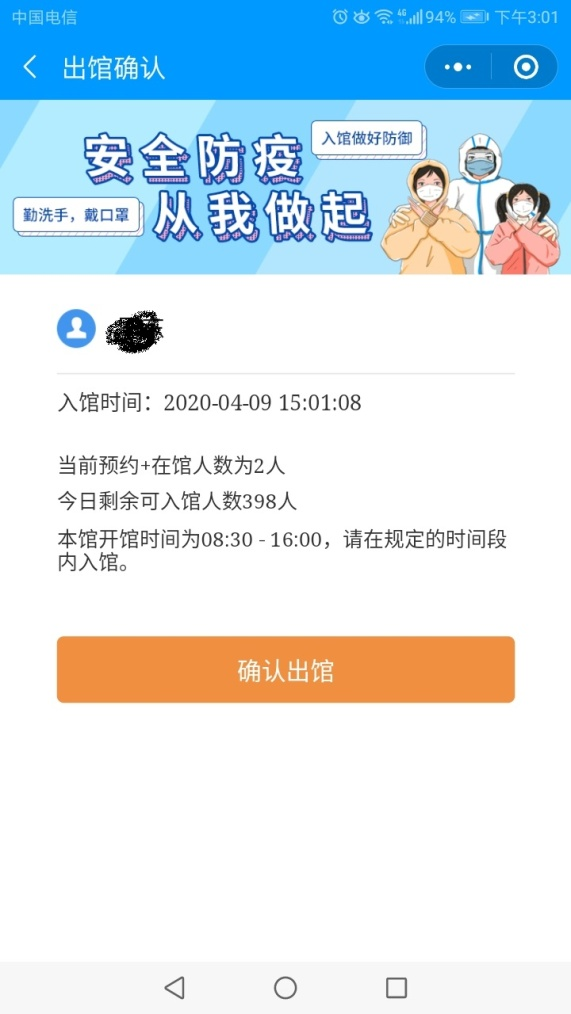 中国电信
4G 94% 下午3:01
出馆确认
安全防疫
入馆做好防御
勤洗手，戴口罩
从我做起
入馆时间：2020-04-09 15:01:08
当前预约+在馆人数为2人
今日剩余可入馆人数398人
本馆开馆时间为08:30 - 16:00，请在规定的时间段
内入馆。
确认出馆